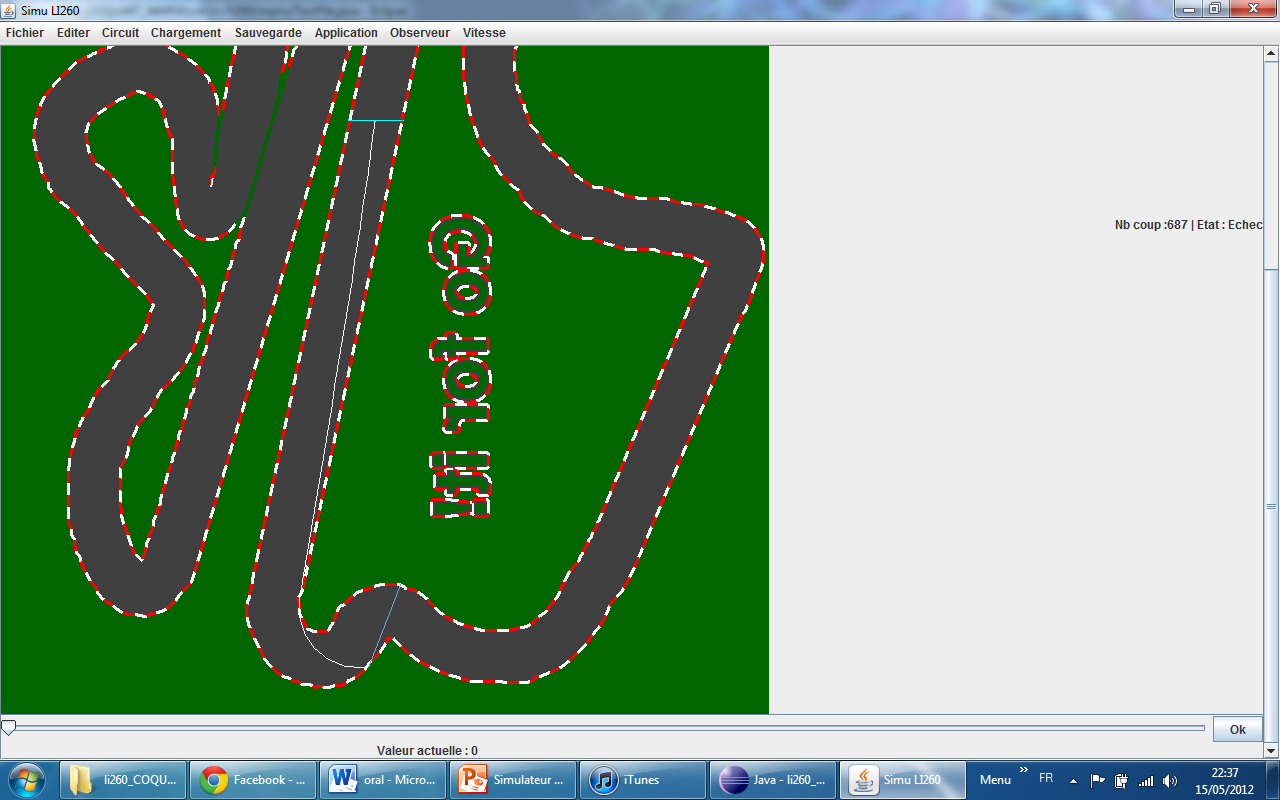 Simu LI260
Fichier Editer Circuit Chargement Sauvegarde Application Observeur Vitesse
Nb coup :687 | Etat : Echec
Go for it!!
Ok
Valeur actuelle : 0
li260_COQU... Facebook - ... oral - Micro... Simulateur ... iTunes Java - li260_... Simu LI260 Menu » FR 22:37
15/05/2012